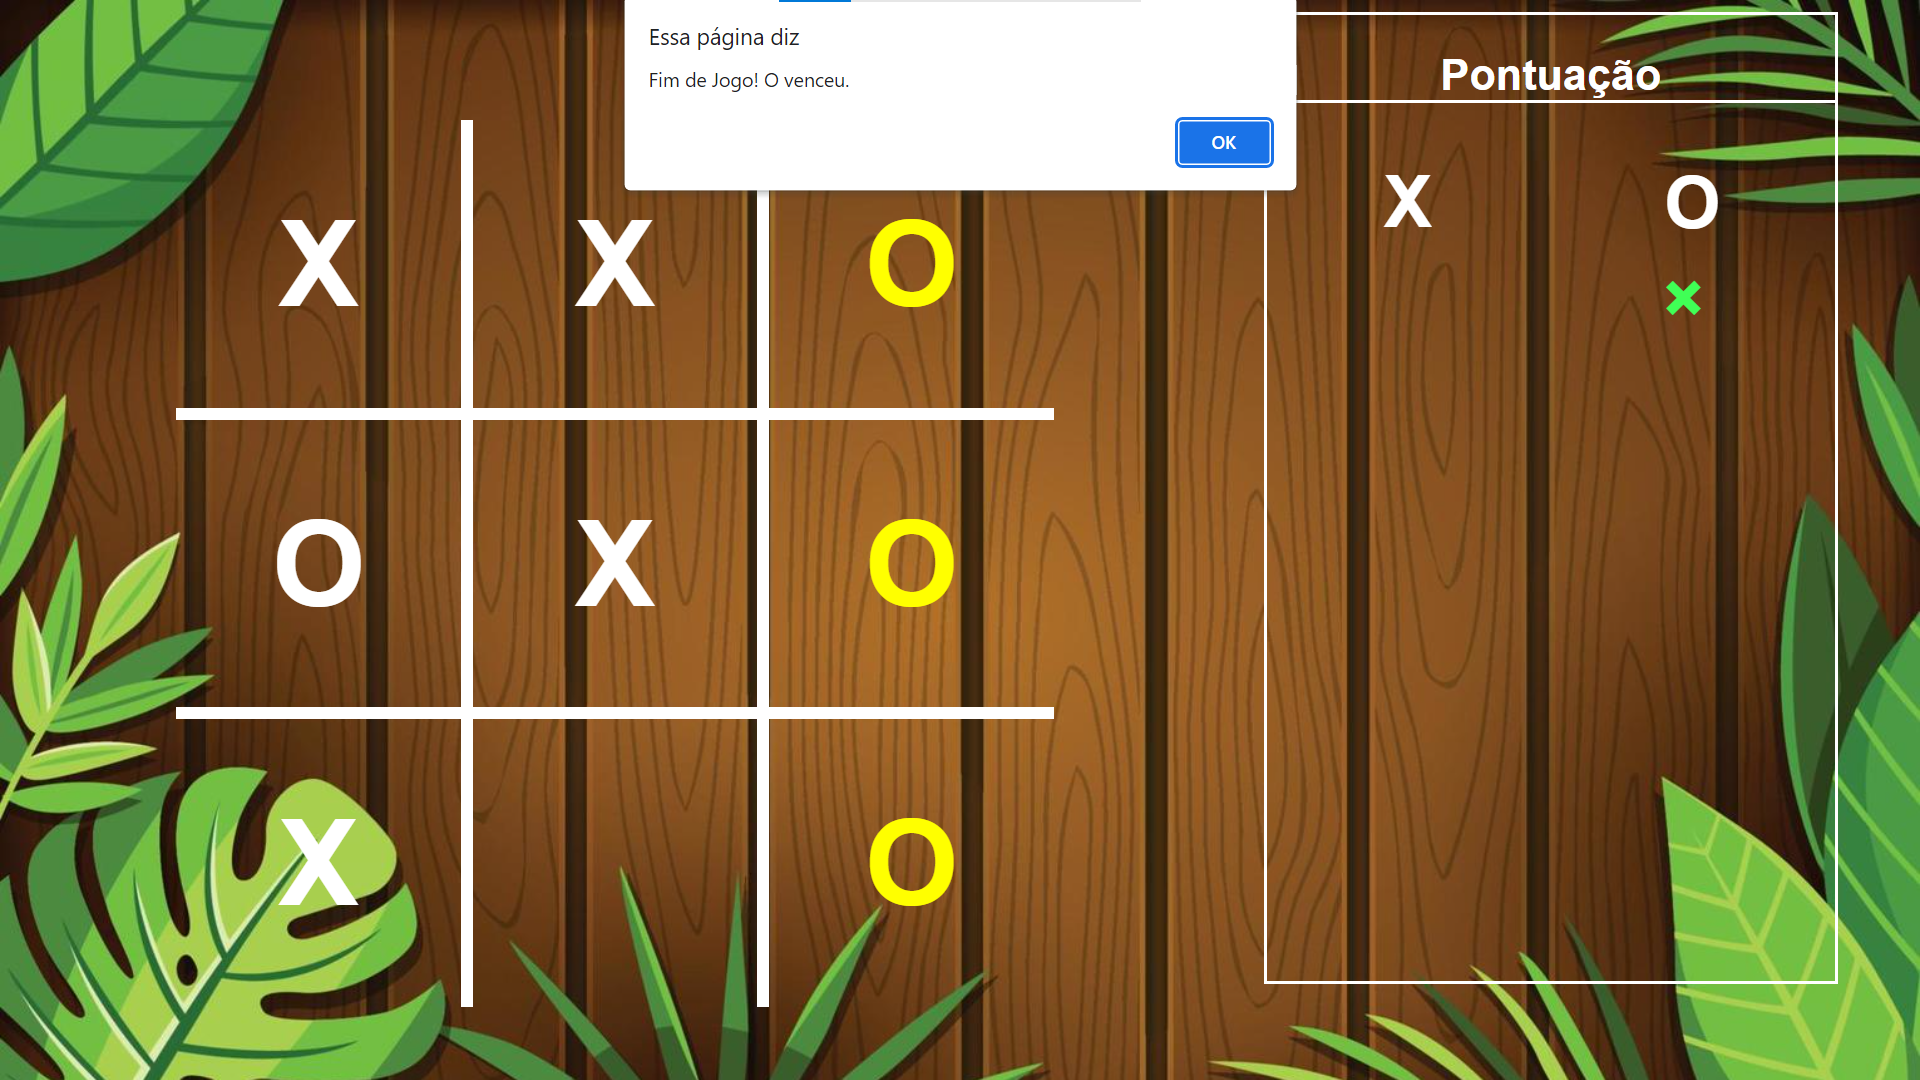 Essa página diz
Fim de Jogo! O venceu.
OK
Pontuação
X O
X X O
O X O
X O